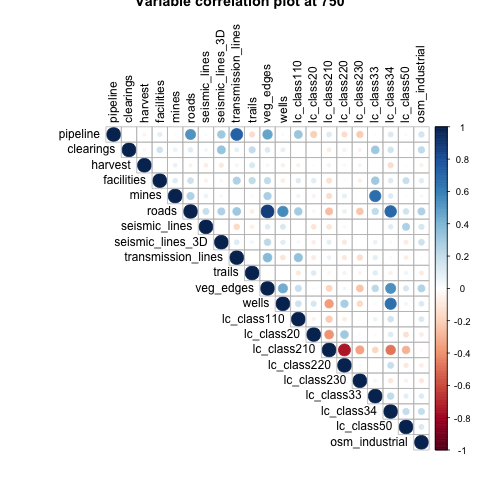 Variable correlation plot at 750
pipeline
clearings
harvest
facilities
mines
roads
seismic_lines
seismic_lines_3D
transmission_lines
trails
veg_edges
wells
lc_class110
lc_class20
lc_class210
lc_class220
lc_class230
lc_class33
lc_class34
lc_class50
osm_industrial
pipeline
clearings
harvest
facilities
mines
roads
seismic_lines
seismic_lines_3D
transmission_lines
trails
veg_edges
wells
lc_class110
lc_class20
lc_class210
lc_class220
lc_class230
lc_class33
lc_class34
lc_class50
osm_industrial
1
0.8
0.6
0.4
0.2
0
-0.2
-0.4
-0.6
-0.8
-1